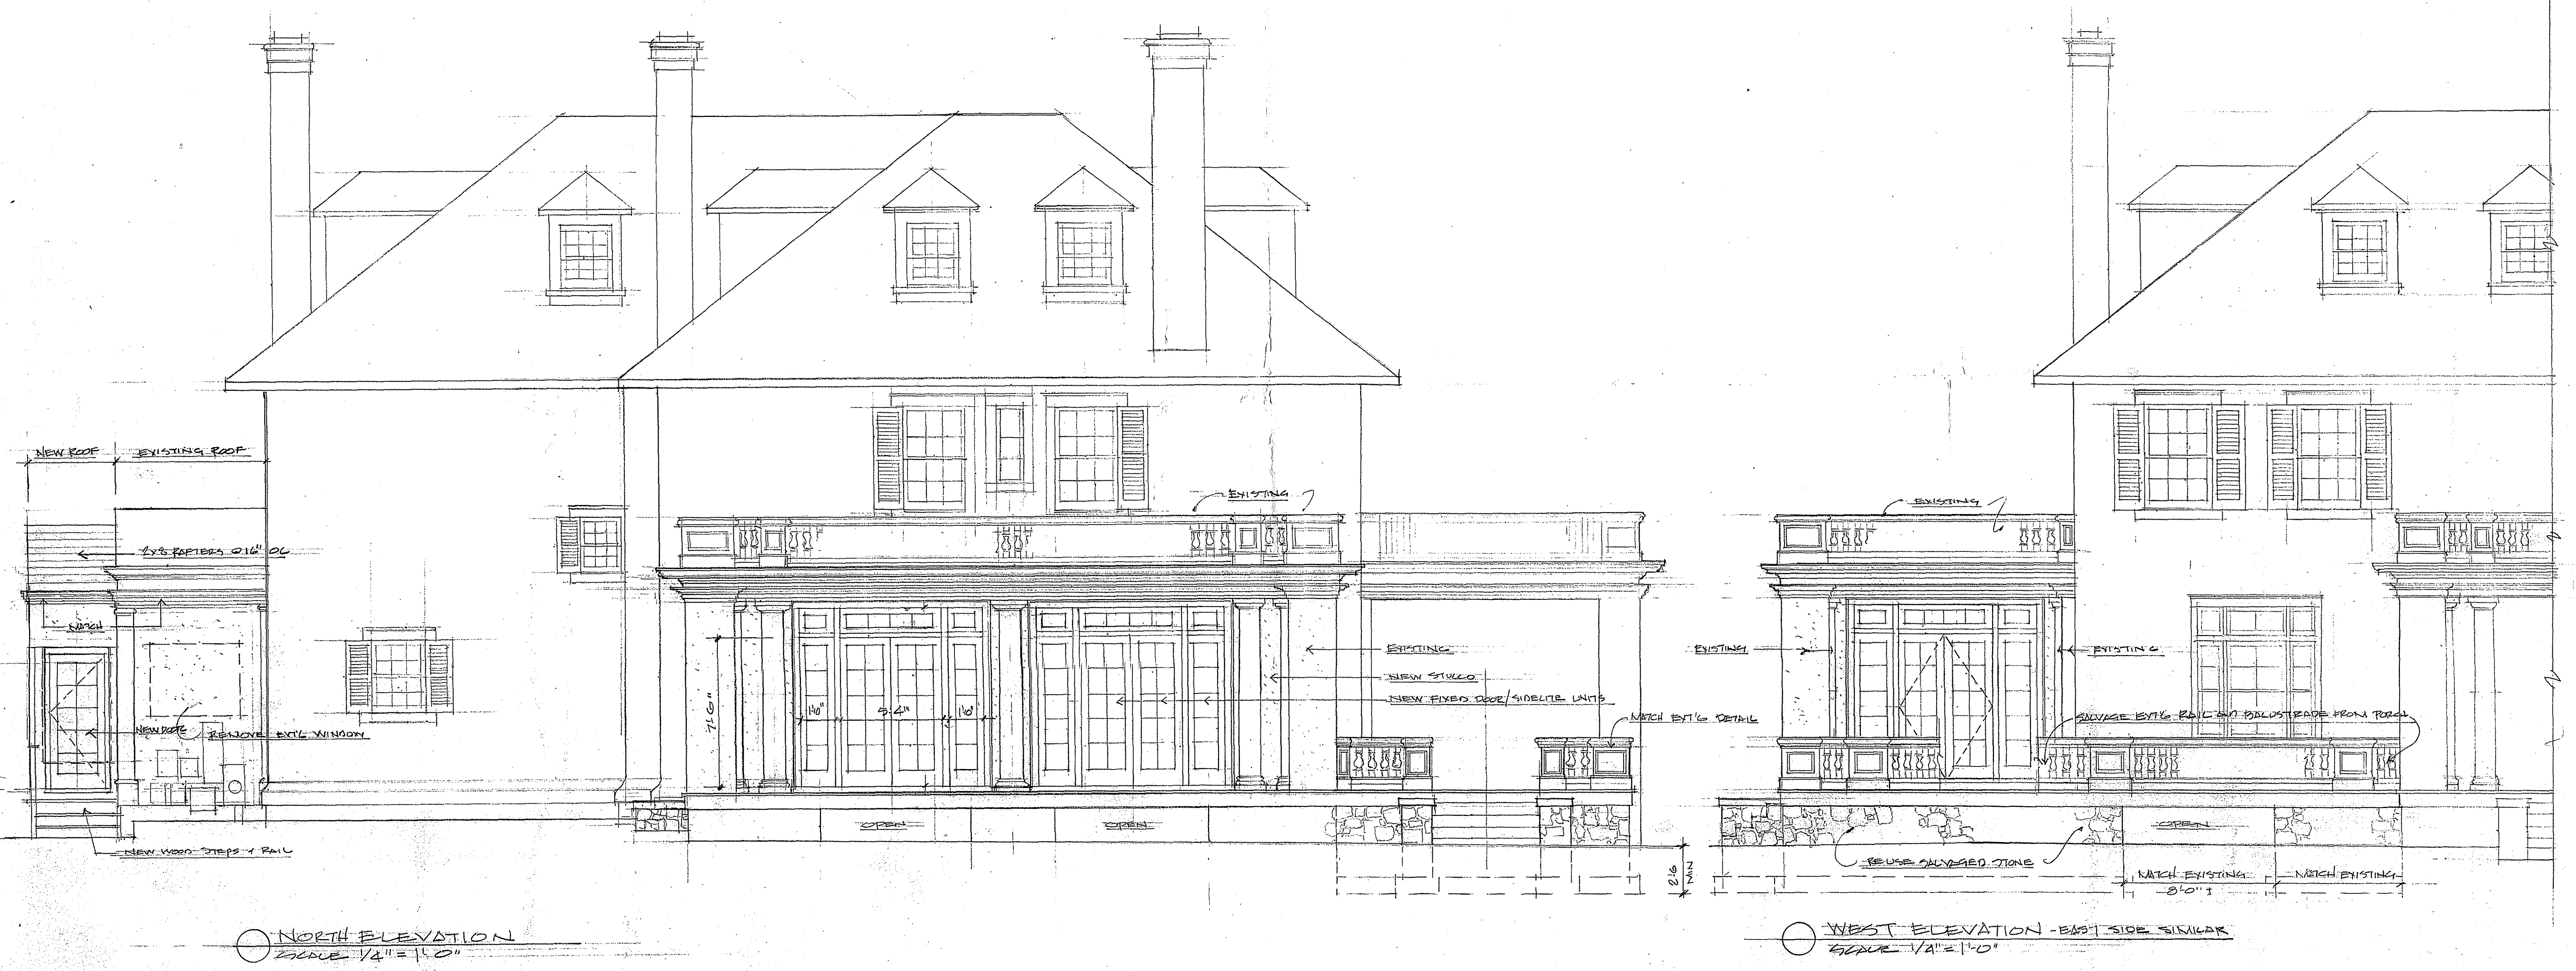 NEW ROOF
EXISTING ROOF
2x8 RAFTERS @16" OC
MATCH
NEW DOOR
REMOVE EXT'G WINDOW
NEW WOOD STEPS + RAIL
EXISTING
7'6"
1'0"
5'-4"
1'0"
EXISTING
NEW STUCCO
NEW FIXED DOOR/SIDELITE UNITS
MATCH EXT'G DETAIL
OPEN
OPEN
2'6
MIN
NORTH ELEVATION
SCALE 1/4" = 1'-0"
EXISTING
EXISTING
EXISTING
SALVAGE EXT'G RAIL AND BALUSTRADE FROM PORCH
OPEN
REUSE SALVAGED STONE
MATCH EXISTING
8'0" ±
MATCH EXISTING
WEST ELEVATION - EAST SIDE SIMILAR
SCALE 1/4" = 1'-0"